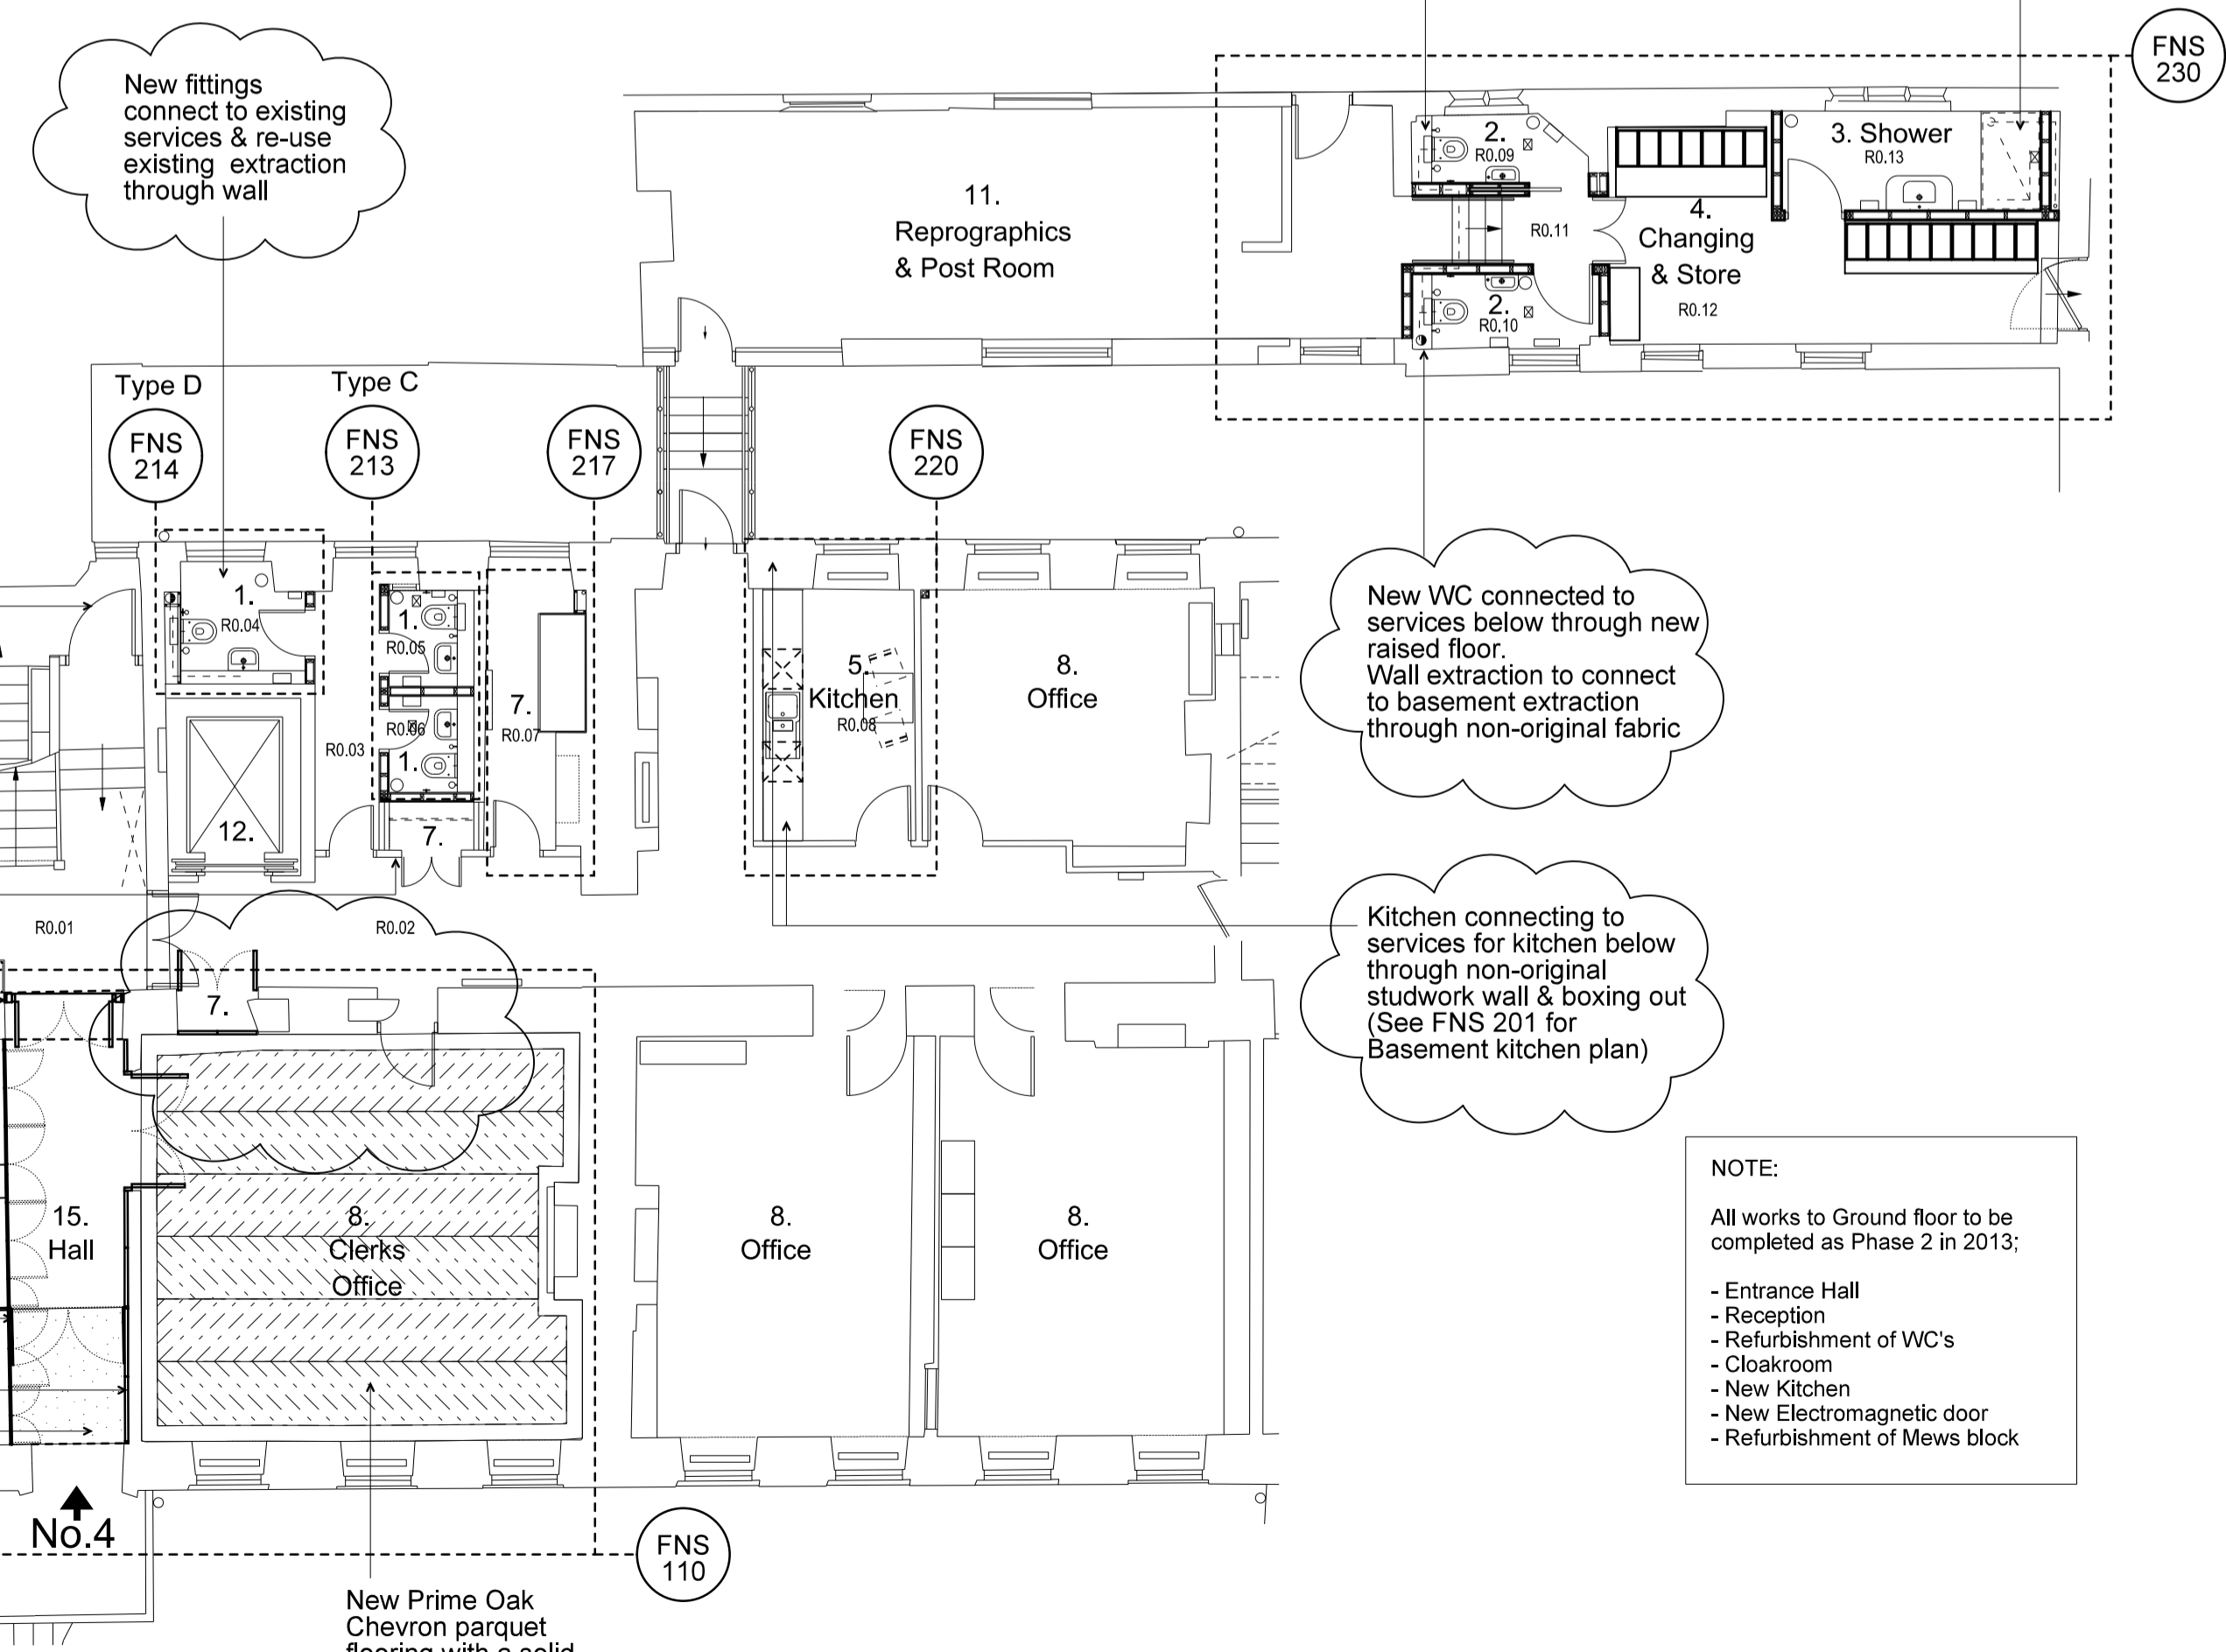 FNS
230
New fittings
connect to existing
services & re-use
existing extraction
through wall
2.
R0.09
3. Shower
R0.13
11.
Reprographics
& Post Room
R0.11
4.
Changing
& Store
R0.12
2.
R0.10
Type D
Type C
FNS
214
FNS
213
FNS
217
FNS
220
1.
R0.04
1.
R0.05
R0.06
1.
R0.03
7.
R0.07
5.
Kitchen
R0.08
8.
Office
12.
7.
New WC connected to
services below through new
raised floor.
Wall extraction to connect
to basement extraction
through non-original fabric
R0.01
R0.02
7.
Kitchen connecting to
services for kitchen below
through non-original
studwork wall & boxing out
(See FNS 201 for
Basement kitchen plan)
15.
Hall
8.
Clerks
Office
8.
Office
8.
Office
NOTE:
All works to Ground floor to be
completed as Phase 2 in 2013;
- Entrance Hall
- Reception
- Refurbishment of WC's
- Cloakroom
- New Kitchen
- New Electromagnetic door
- Refurbishment of Mews block
No.4
FNS
110
New Prime Oak
Chevron parquet
flooring with a solid